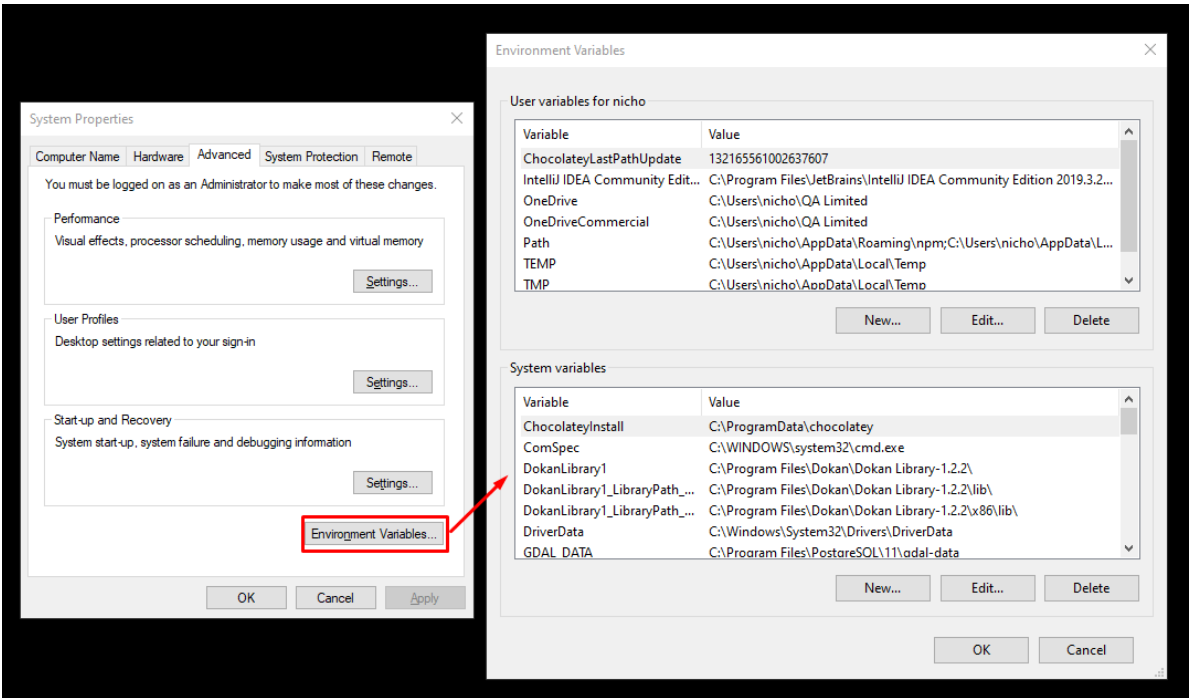 System Properties
Computer Name Hardware Advanced System Protection Remote
You must be logged on as an Administrator to make most of these changes.
Performance
Visual effects, processor scheduling, memory usage and virtual memory
Settings...
User Profiles
Desktop settings related to your sign-in
Settings...
Start-up and Recovery
System start-up, system failure and debugging information
Settings...
Environment Variables...
OK Cancel Apply
Environment Variables
User variables for nicho
Variable Value
ChocolateyLastPathUpdate 132165561002637607
IntelliJ IDEA Community Edit... C:\Program Files\JetBrains\IntelliJ IDEA Community Edition 2019.3.2...
OneDrive C:\Users\nicho\QA Limited
OneDriveCommercial C:\Users\nicho\QA Limited
Path C:\Users\nicho\AppData\Roaming\npm;C:\Users\nicho\AppData\L...
TEMP C:\Users\nicho\AppData\Local\Temp
TMP C:\Users\nicho\AppData\Local\Temp
New... Edit... Delete
System variables
Variable Value
ChocolateyInstall C:\ProgramData\chocolatey
ComSpec C:\WINDOWS\system32\cmd.exe
DokanLibrary1 C:\Program Files\Dokan\Dokan Library-1.2.2\
DokanLibrary1_LibraryPath_... C:\Program Files\Dokan\Dokan Library-1.2.2\lib\
DokanLibrary1_LibraryPath_... C:\Program Files\Dokan\Dokan Library-1.2.2\x86\lib\
DriverData C:\Windows\System32\Drivers\DriverData
GDAL_DATA C:\Program Files\PostgreSQL\11\gdal-data
New... Edit... Delete
OK Cancel